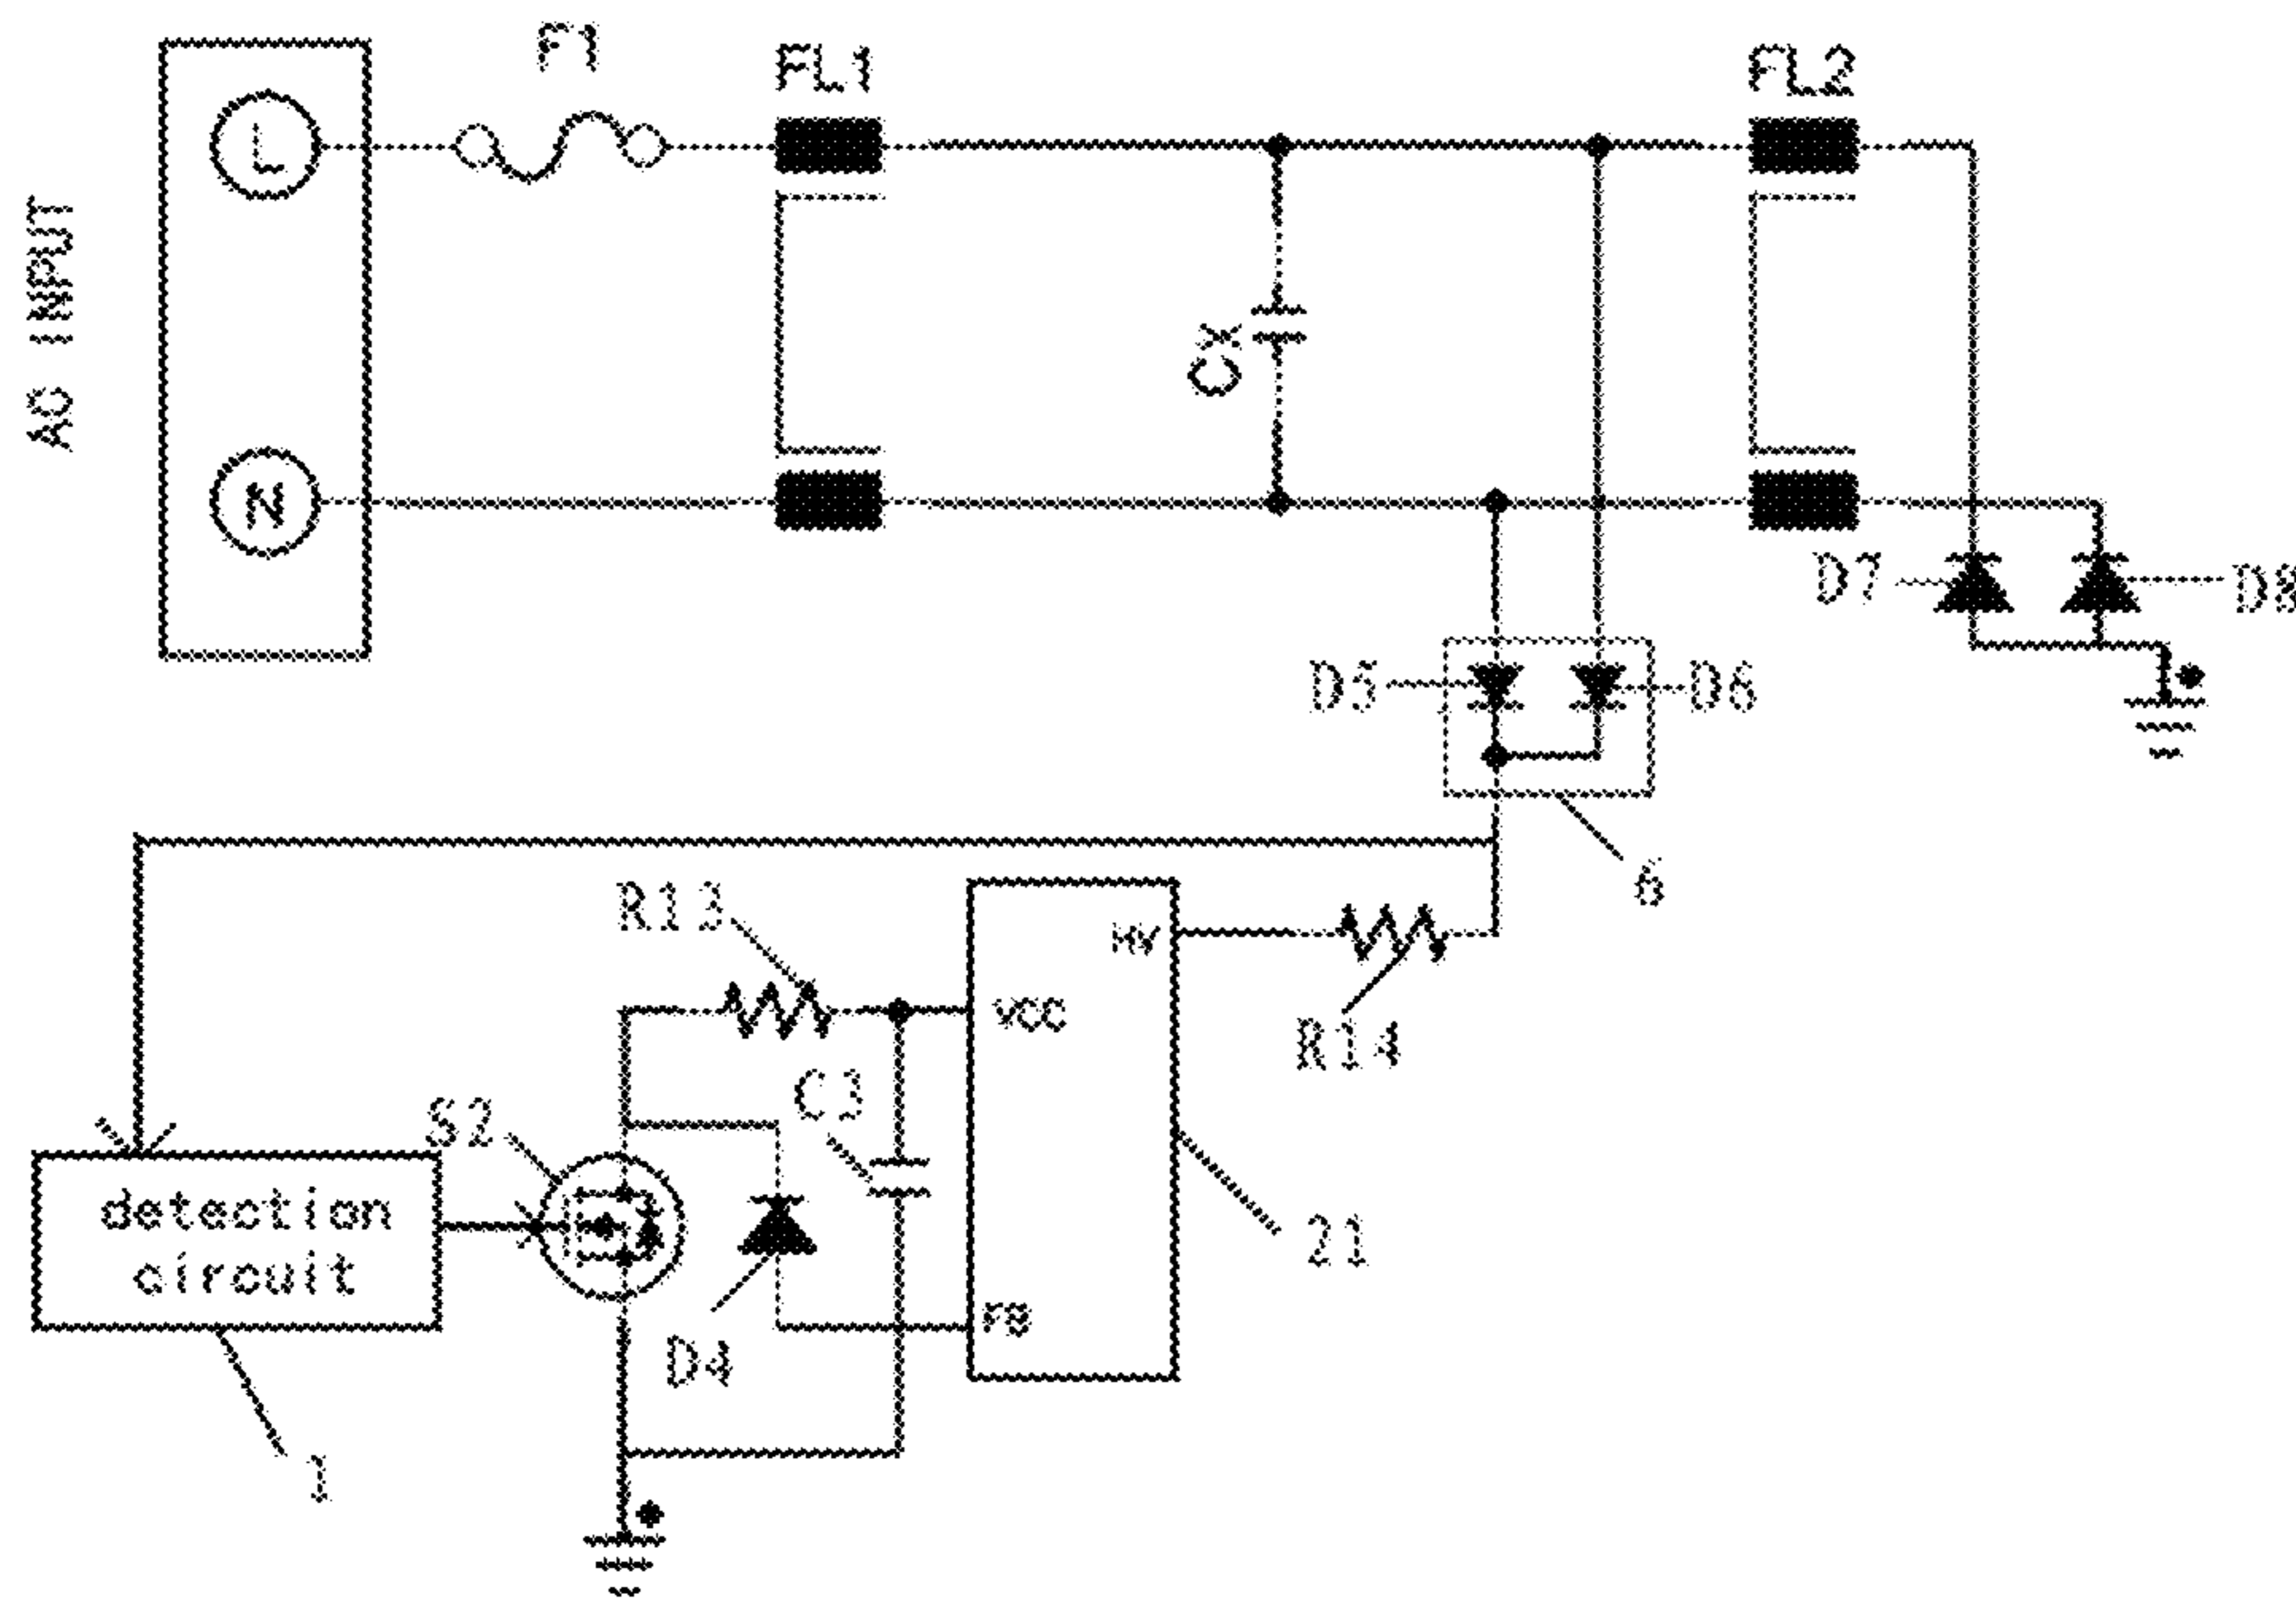 F1
FL1
FL2
L
AC INPUT
CX
N
D7
D8
D5
D6
6
R13
HV
VCC
R14
C3
S2
detection
circuit
21
FB
D4
1